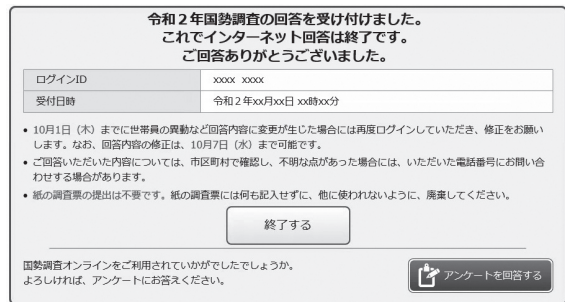 令和２年国勢調査の回答を受け付けました。
これでインターネット回答は終了です。
ご回答ありがとうございました。
ログインID xxxx xxxx
受付日時 令和２年xx月xx日 xx時xx分
• 10月1日（木）までに世帯員の異動など回答内容に変更が生じた場合には再度ログインしていただき、修正をお願い
します。なお、回答内容の修正は、10月7日（水）まで可能です。
• ご回答いただいた内容については、市区町村で確認し、不明な点があった場合には、いただいた電話番号にお問い合
わせする場合があります。
• 紙の調査票の提出は不要です。紙の調査票には何も記入せずに、他に使われないように、廃棄してください。
終了する
国勢調査オンラインをご利用されていかがでしたでしょうか。
よろしければ、アンケートにお答えください。
アンケートを回答する